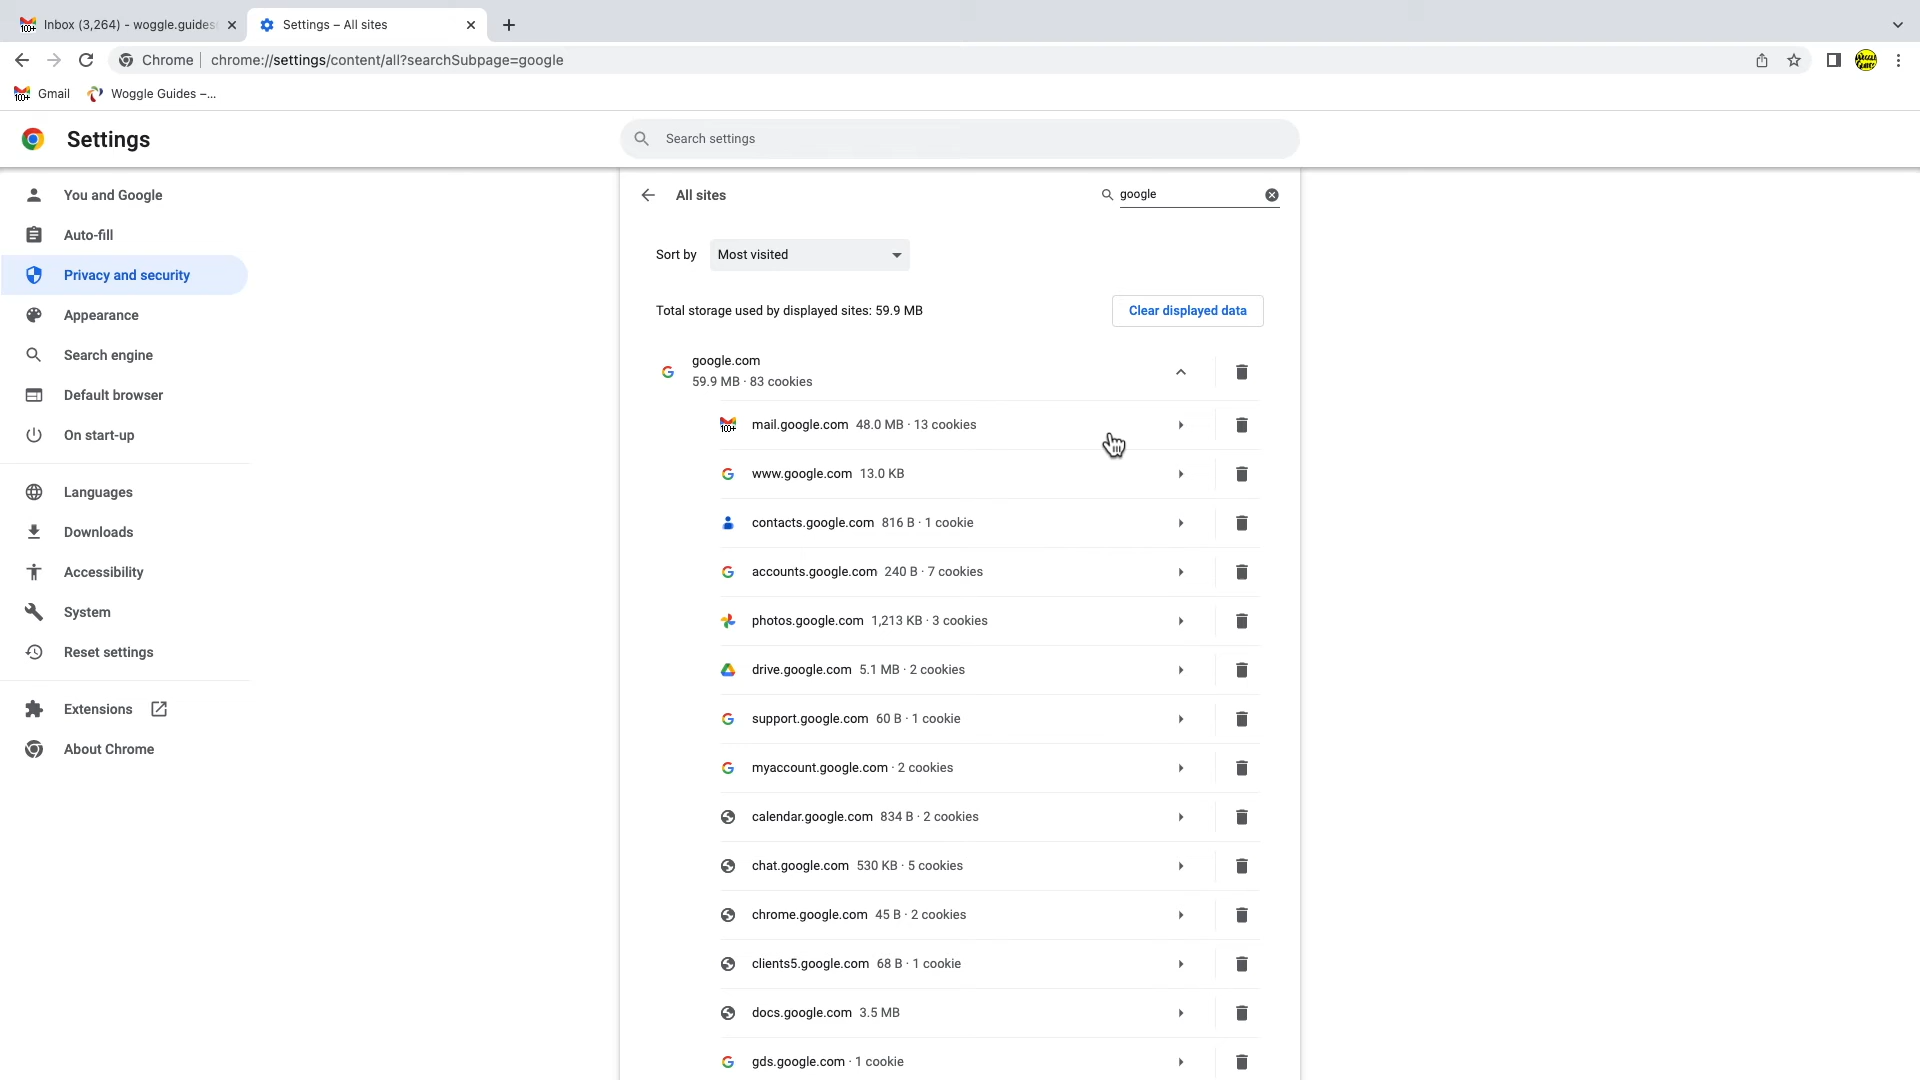 Inbox (3,264) - woggle.guides
Settings – All sites
Chrome
chrome://settings/content/all?searchSubpage=google
100+ Gmail
Woggle Guides –...
Settings
Search settings
You and Google
Auto-fill
Privacy and security
Appearance
Search engine
Default browser
On start-up
Languages
Downloads
Accessibility
System
Reset settings
Extensions
About Chrome
All sites
google
Sort by
Most visited
Total storage used by displayed sites: 59.9 MB
Clear displayed data
google.com
59.9 MB · 83 cookies
100+ mail.google.com 48.0 MB · 13 cookies
www.google.com 13.0 KB
contacts.google.com 816 B · 1 cookie
accounts.google.com 240 B · 7 cookies
photos.google.com 1,213 KB · 3 cookies
drive.google.com 5.1 MB · 2 cookies
support.google.com 60 B · 1 cookie
myaccount.google.com · 2 cookies
calendar.google.com 834 B · 2 cookies
chat.google.com 530 KB · 5 cookies
chrome.google.com 45 B · 2 cookies
clients5.google.com 68 B · 1 cookie
docs.google.com 3.5 MB
gds.google.com · 1 cookie